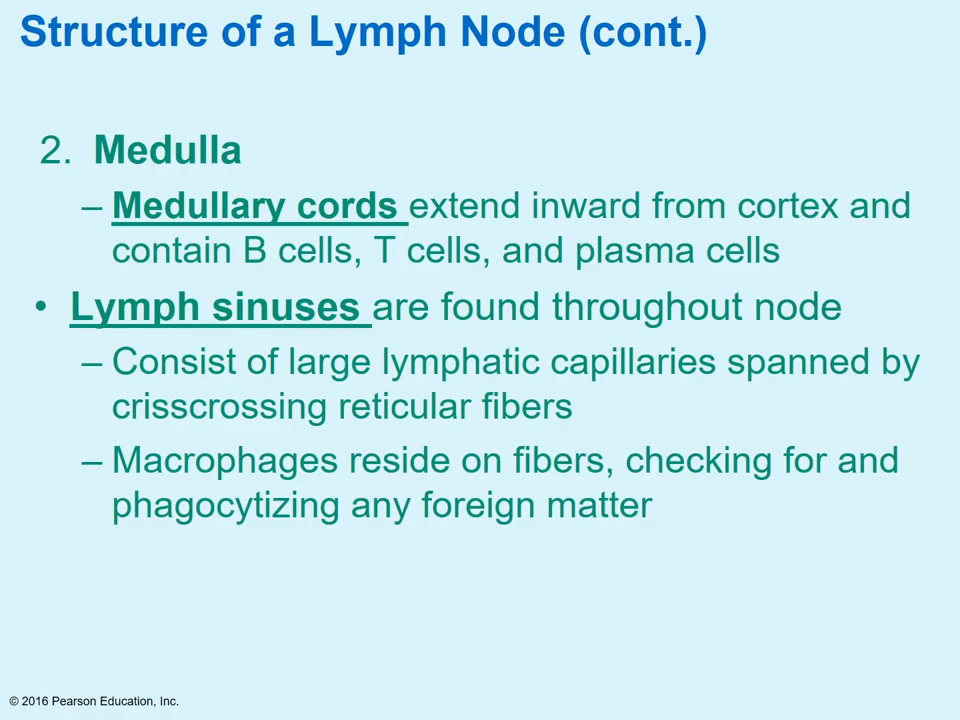 Structure of a Lymph Node (cont.)
2. Medulla
– Medullary cords extend inward from cortex and
contain B cells, T cells, and plasma cells
• Lymph sinuses are found throughout node
– Consist of large lymphatic capillaries spanned by
crisscrossing reticular fibers
– Macrophages reside on fibers, checking for and
phagocytizing any foreign matter
© 2016 Pearson Education, Inc.